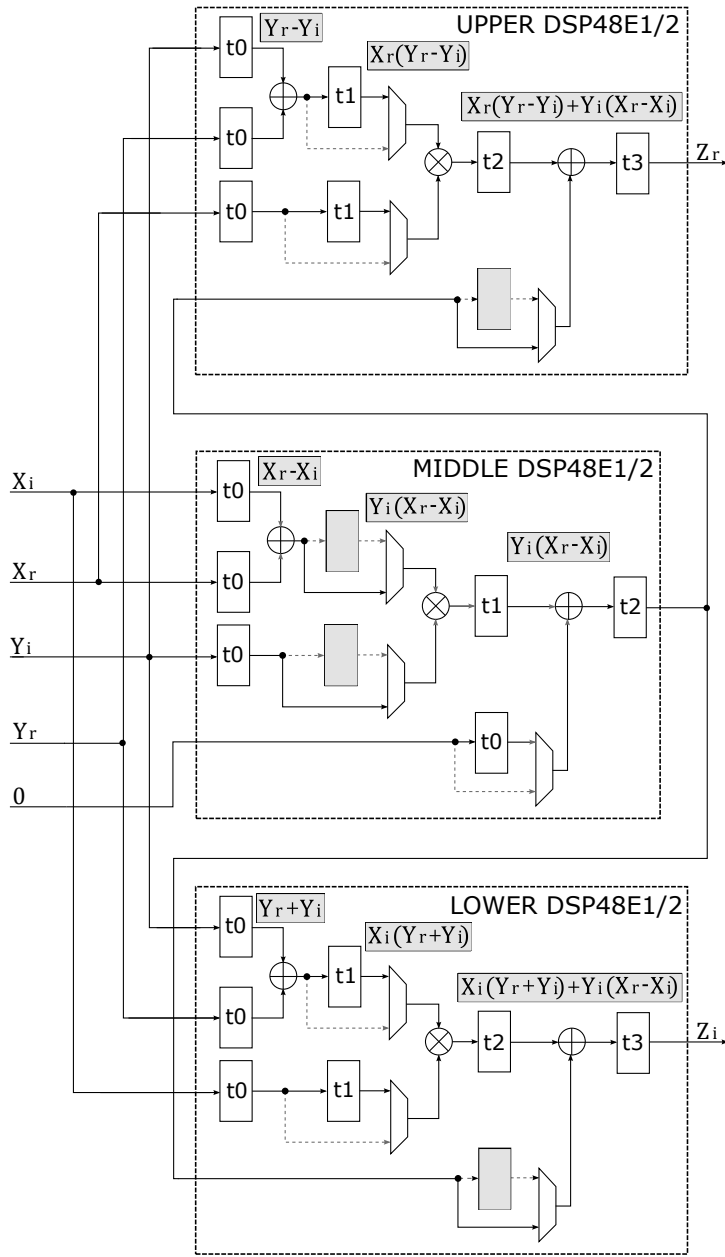 UPPER DSP48E1/2
Yr-Yi
t0
Xr(Yr-Yi)
t1
Xr(Yr-Yi)+Yi(Xr-Xi)
t0
t2
t3
Zr
t0
t1
MIDDLE DSP48E1/2
Xr-Xi
Xi
t0
Yi(Xr-Xi)
Yi(Xr-Xi)
Xr
t0
t1
t2
Yi
t0
Yr
t0
0
LOWER DSP48E1/2
Yr+Yi
t0
Xi(Yr+Yi)
t1
Xi(Yr+Yi)+Yi(Xr-Xi)
t0
t2
t3
Zi
t0
t1